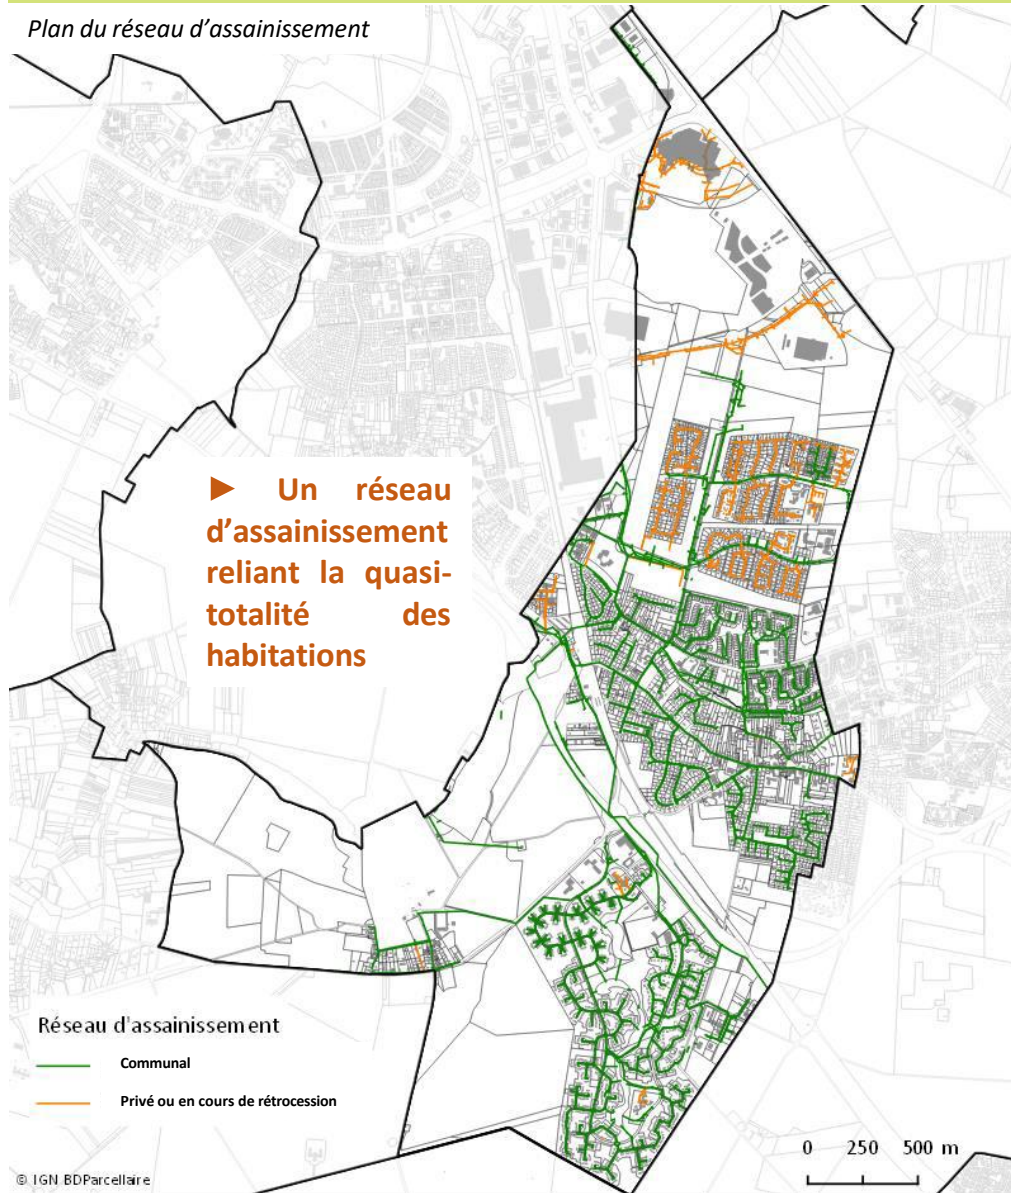 Plan du réseau d'assainissement
► Un réseau
d'assainissement
reliant la quasi-
totalité des
habitations
Réseau d'assainissement
Communal
Privé ou en cours de rétrocession
0 250 500 m
© IGN BDParcellaire